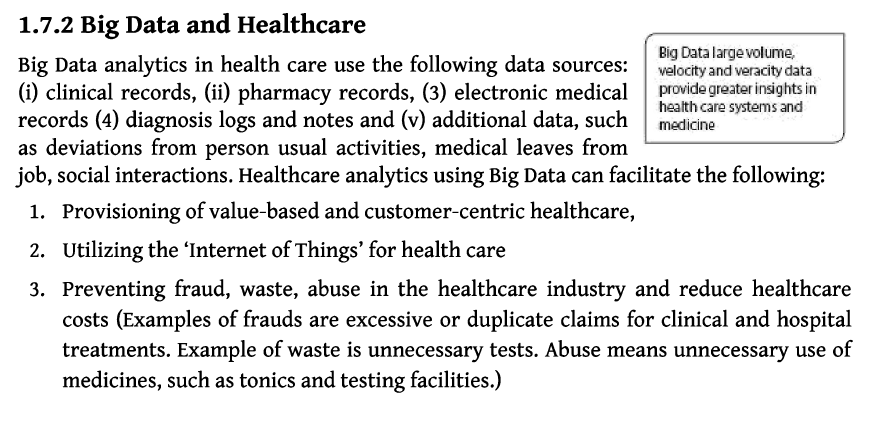 1.7.2 Big Data and Healthcare
Big Data analytics in health care use the following data sources:
(i) clinical records, (ii) pharmacy records, (3) electronic medical
records (4) diagnosis logs and notes and (v) additional data, such
as deviations from person usual activities, medical leaves from
job, social interactions. Healthcare analytics using Big Data can facilitate the following:
Big Data large volume,
velocity and veracity data
provide greater insights in
health care systems and
medicine
1. Provisioning of value-based and customer-centric healthcare,
2. Utilizing the ‘Internet of Things’ for health care
3. Preventing fraud, waste, abuse in the healthcare industry and reduce healthcare
costs (Examples of frauds are excessive or duplicate claims for clinical and hospital
treatments. Example of waste is unnecessary tests. Abuse means unnecessary use of
medicines, such as tonics and testing facilities.)